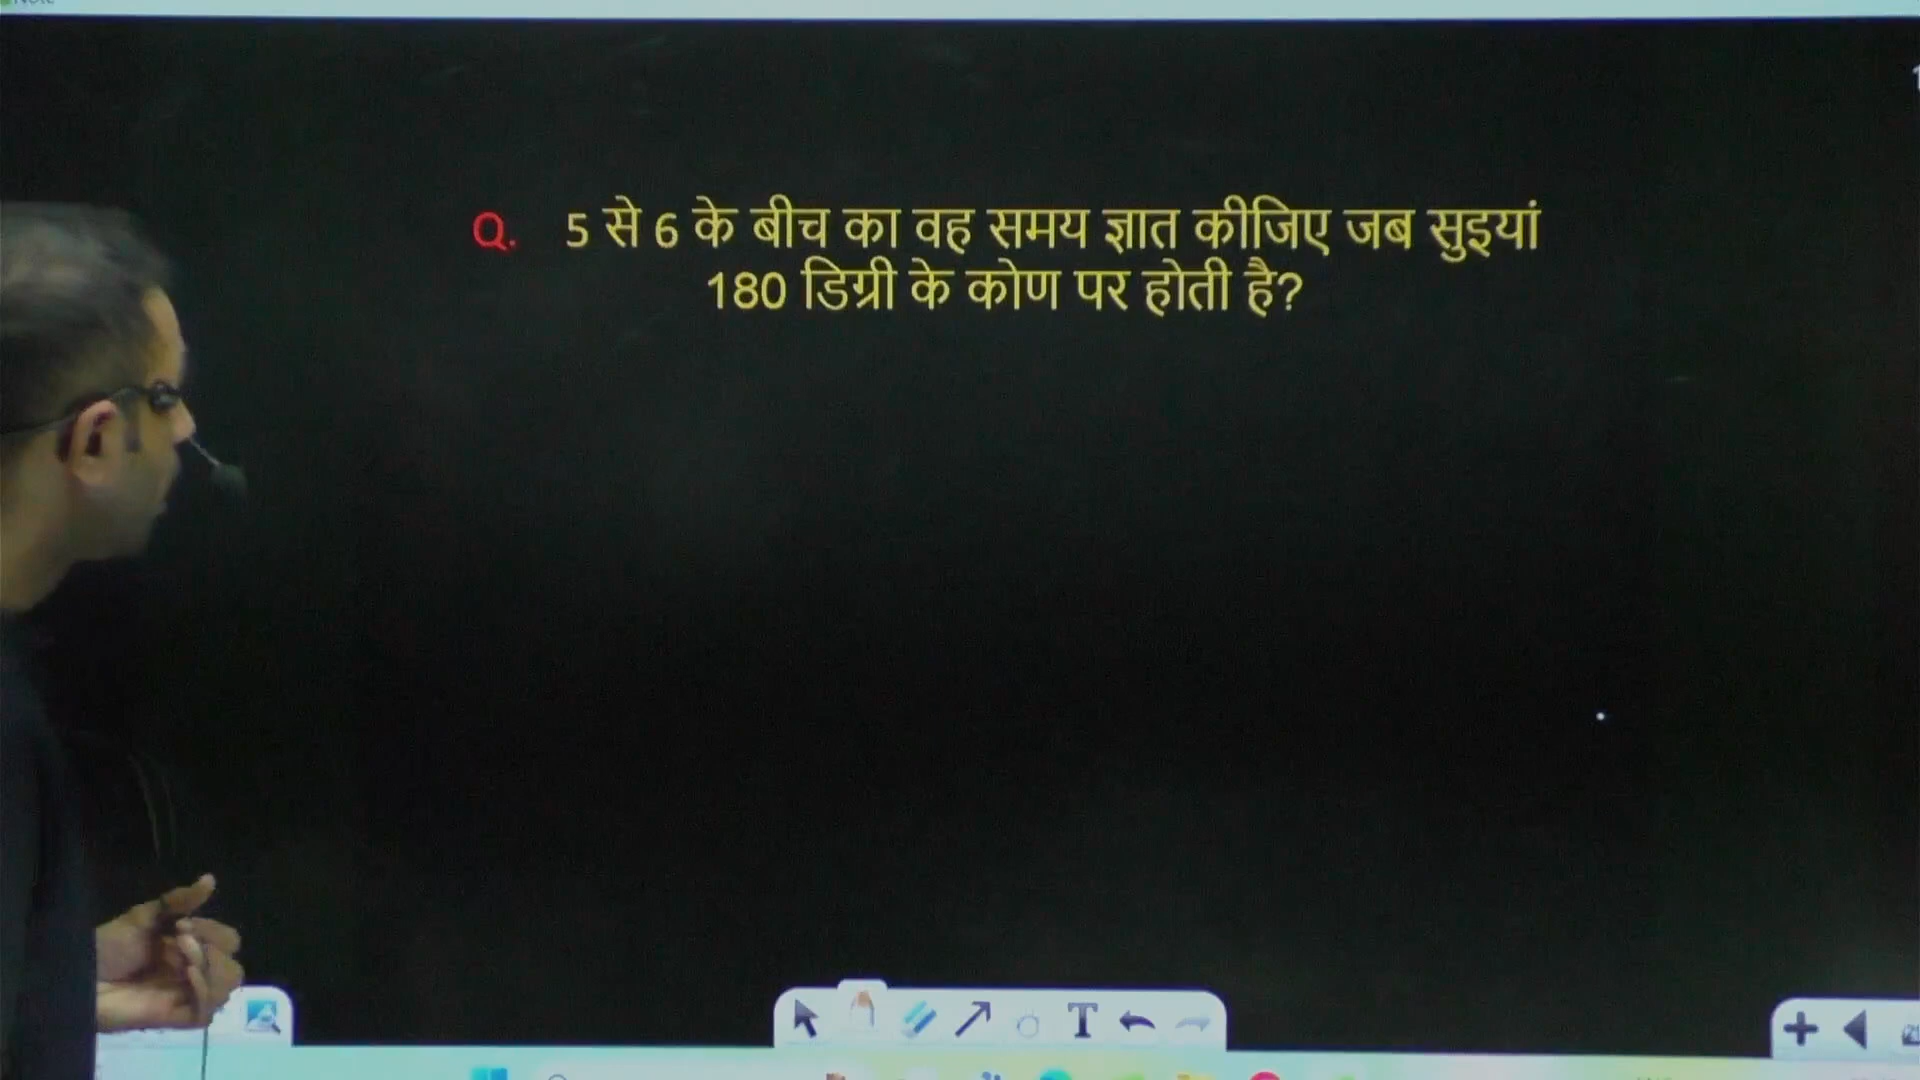 Q. 5 से 6 के बीच का वह समय ज्ञात कीजिए जब सुइयां
180 डिग्री के कोण पर होती है?